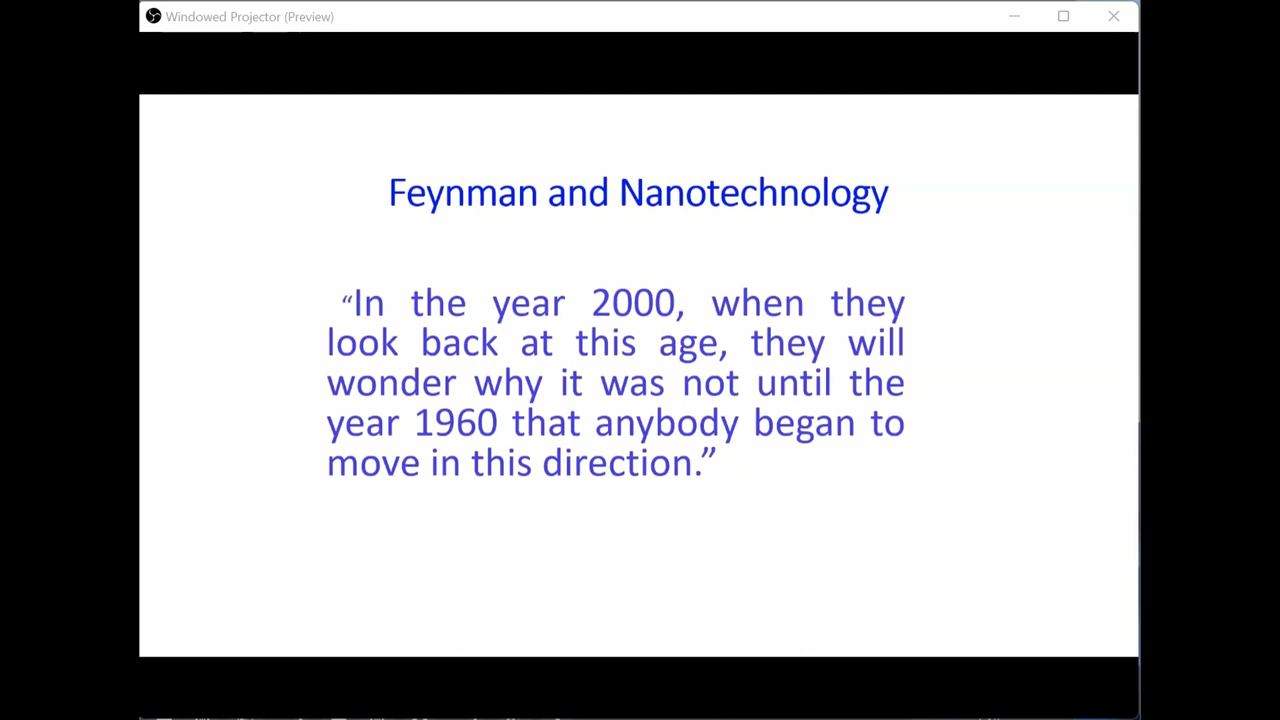 Windowed Projector (Preview)
Feynman and Nanotechnology
“In the year 2000, when they
look back at this age, they will
wonder why it was not until the
year 1960 that anybody began to
move in this direction.”